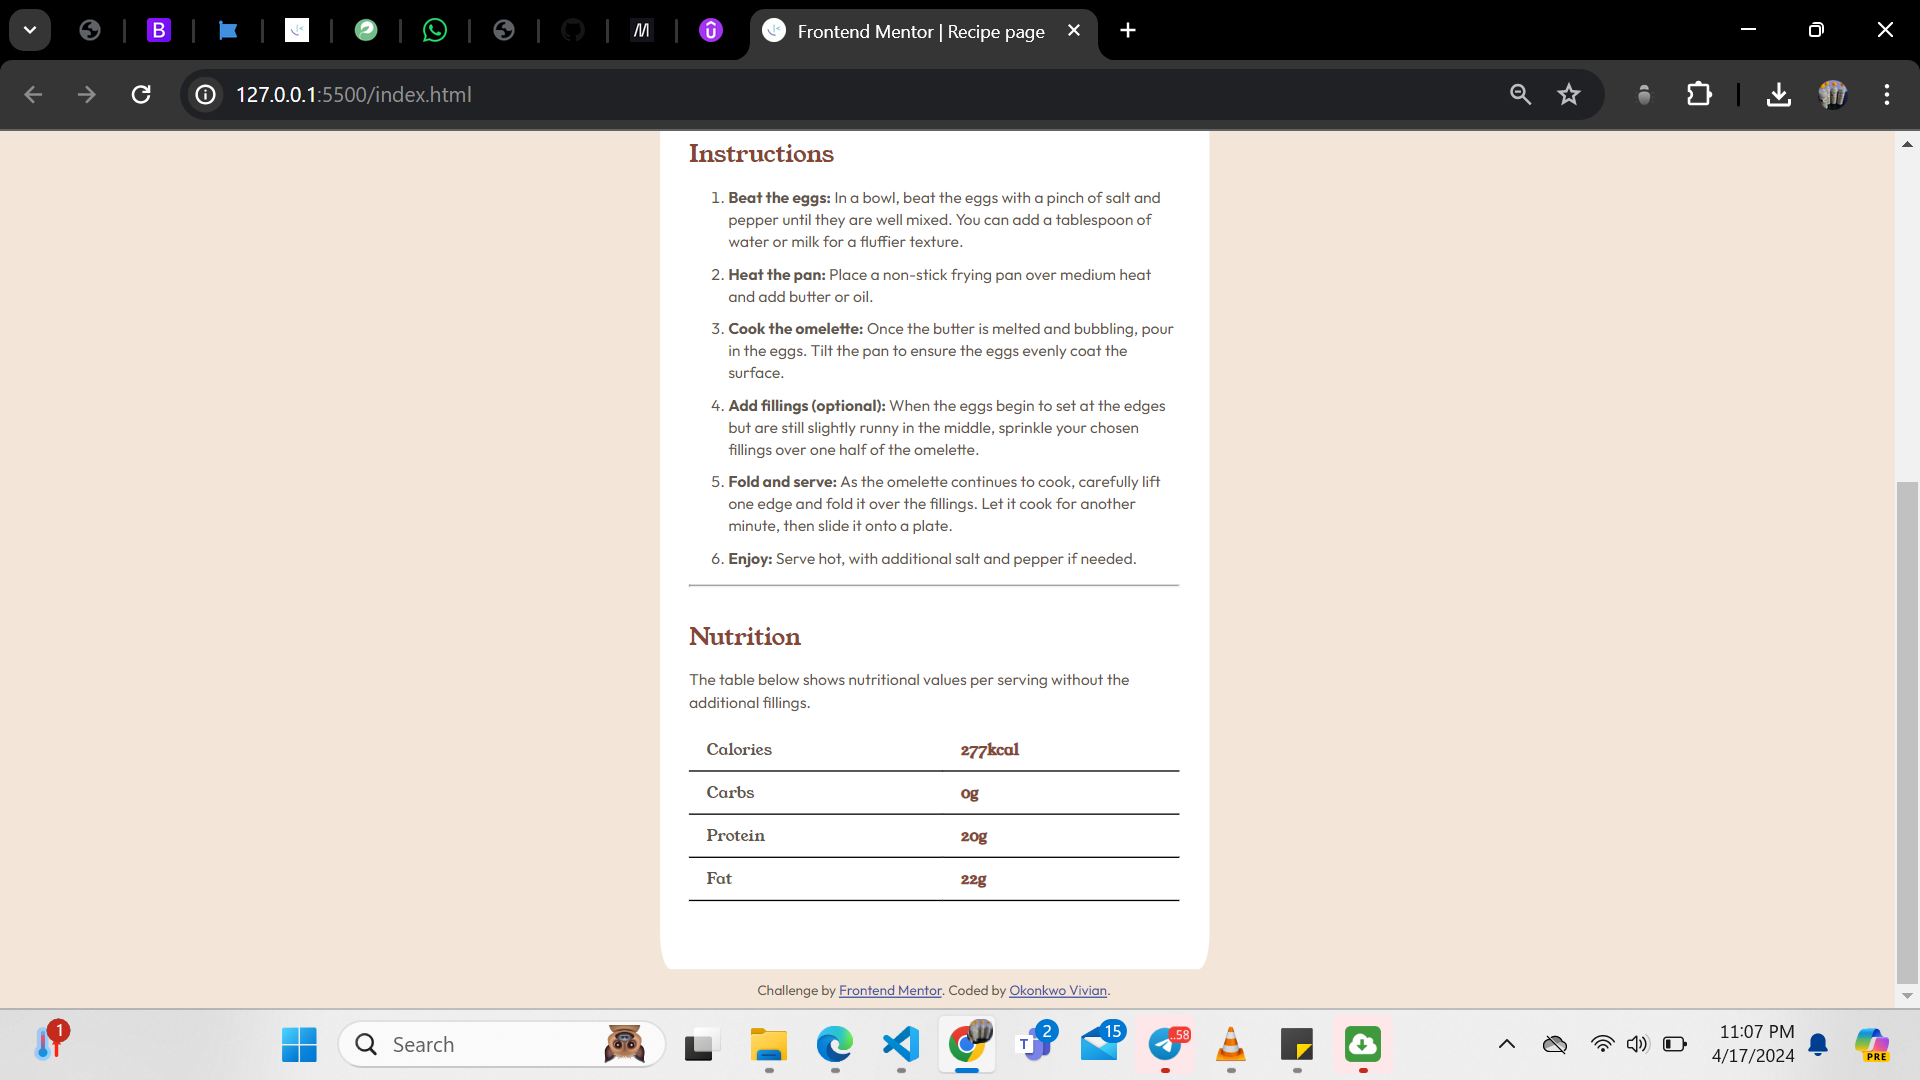 Frontend Mentor | Recipe page
127.0.0.1:5500/index.html
Instructions
1. Beat the eggs: In a bowl, beat the eggs with a pinch of salt and
pepper until they are well mixed. You can add a tablespoon of
water or milk for a fluffier texture.
2. Heat the pan: Place a non-stick frying pan over medium heat
and add butter or oil.
3. Cook the omelette: Once the butter is melted and bubbling, pour
in the eggs. Tilt the pan to ensure the eggs evenly coat the
surface.
4. Add fillings (optional): When the eggs begin to set at the edges
but are still slightly runny in the middle, sprinkle your chosen
fillings over one half of the omelette.
5. Fold and serve: As the omelette continues to cook, carefully lift
one edge and fold it over the fillings. Let it cook for another
minute, then slide it onto a plate.
6. Enjoy: Serve hot, with additional salt and pepper if needed.
Nutrition
The table below shows nutritional values per serving without the
additional fillings.
Calories 277kcal
Carbs 0g
Protein 20g
Fat 22g
Challenge by Frontend Mentor. Coded by Okonkwo Vivian.
1
Search
2
15
..58
11:07 PM
4/17/2024
PRE